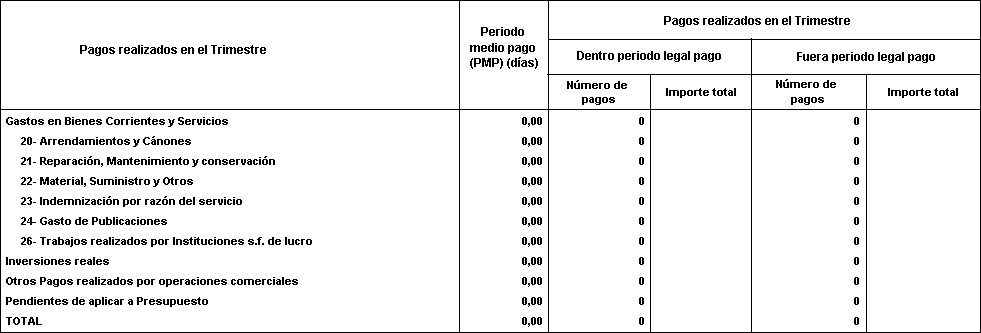 Pagos realizados en el Trimestre
Periodo
medio pago
(PMP) (días)
Pagos realizados en el Trimestre
Dentro periodo legal pago
Fuera periodo legal pago
Número de
pagos
Importe total
Número de
pagos
Importe total
Gastos en Bienes Corrientes y Servicios 0,00 0 0
20- Arrendamientos y Cánones 0,00 0 0
21- Reparación, Mantenimiento y conservación 0,00 0 0
22- Material, Suministro y Otros 0,00 0 0
23- Indemnización por razón del servicio 0,00 0 0
24- Gasto de Publicaciones 0,00 0 0
26- Trabajos realizados por Instituciones s.f. de lucro 0,00 0 0
Inversiones reales 0,00 0 0
Otros Pagos realizados por operaciones comerciales 0,00 0 0
Pendientes de aplicar a Presupuesto 0,00 0 0
TOTAL 0,00 0 0